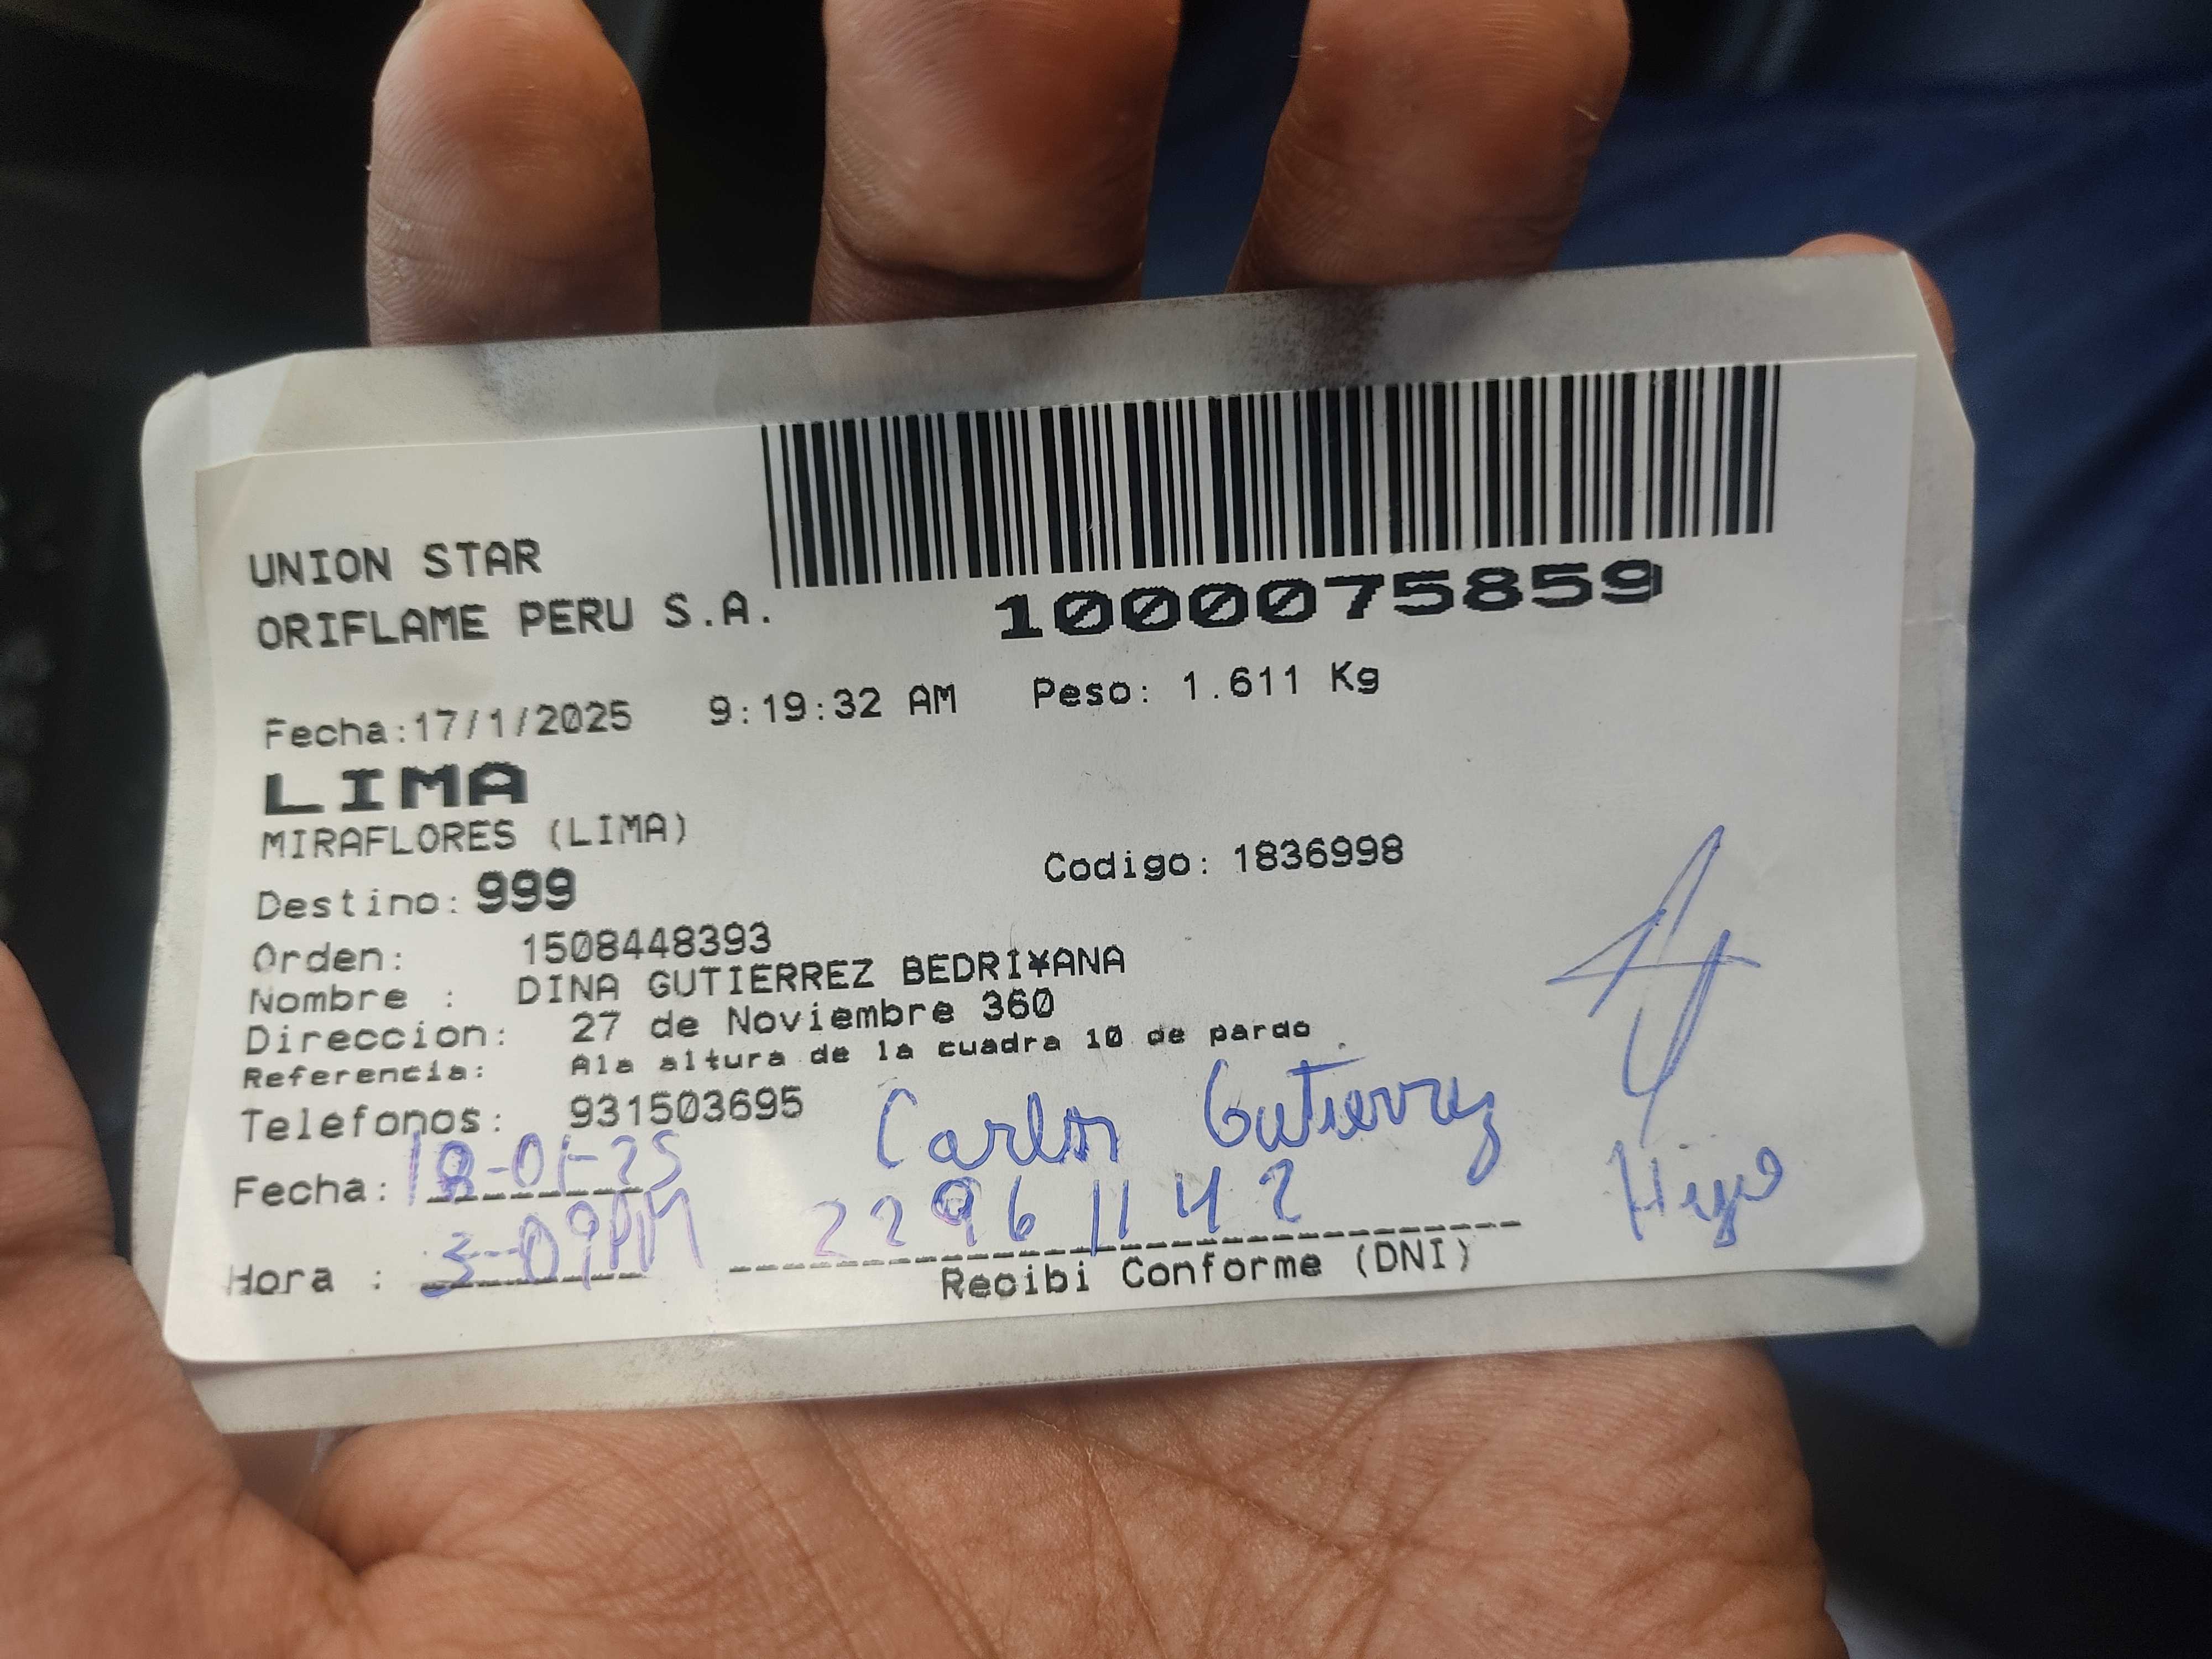 UNION STAR
ORIFLAME PERU S.A.
1000075859
Fecha:17/1/2025 9:19:32 AM Peso: 1.611 Kg
LIMA
MIRAFLORES (LIMA)
Destino: 999 Codigo: 1836998
Orden: 1508448393
Nombre : DINA GUTIERREZ BEDRI¥ANA
Direccion: 27 de Noviembre 360
Referencia: Ala altura de la cuadra 10 de pardo .
Telefonos: 931503695 Carlos Gutierrez
Fecha: 18-01-25 2296 1142 Hijo
Hora : 3-09PM
Recibi Conforme (DNI)